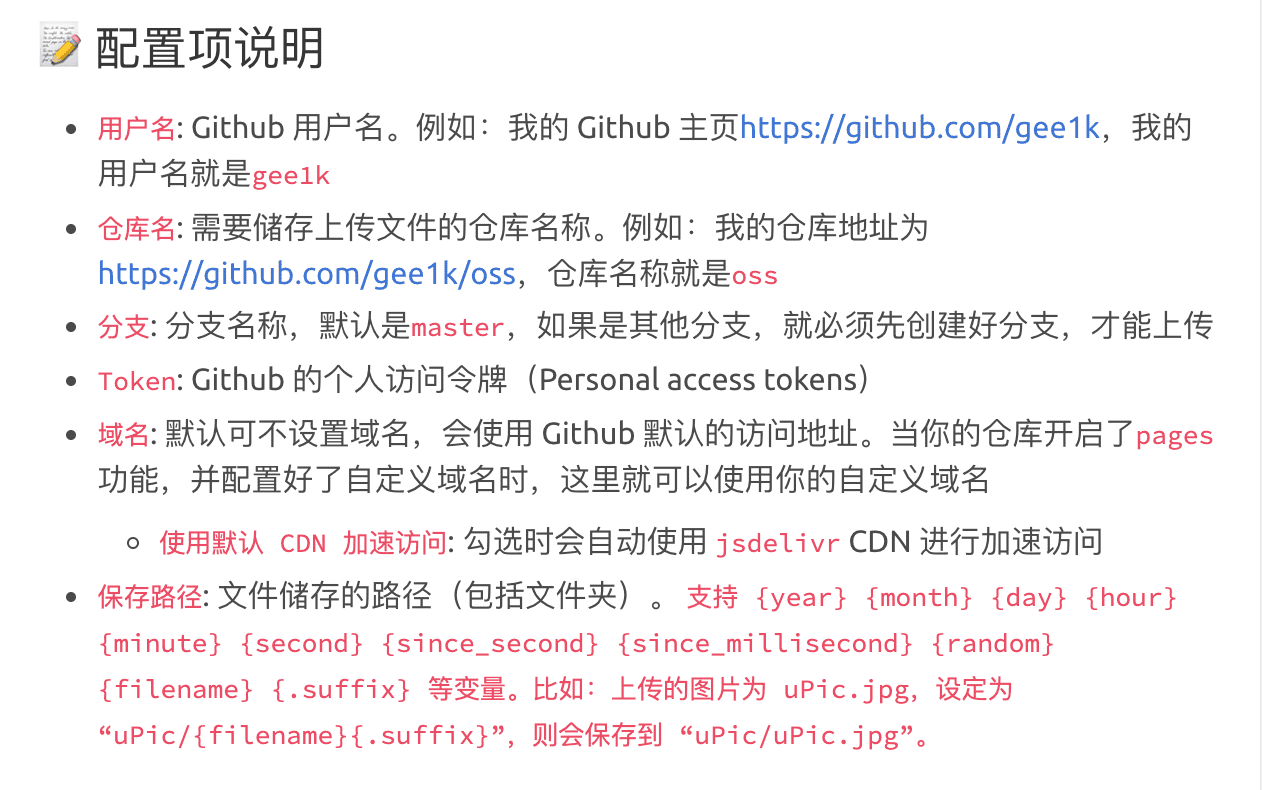 配置项说明
用户名: Github 用户名。例如：我的 Github 主页https://github.com/gee1k，我的
用户名就是gee1k
仓库名: 需要储存上传文件的仓库名称。例如：我的仓库地址为
https://github.com/gee1k/oss，仓库名称就是oss
分支: 分支名称，默认是master，如果是其他分支，就必须先创建好分支，才能上传
Token: Github 的个人访问令牌（Personal access tokens）
域名: 默认可不设置域名，会使用 Github 默认的访问地址。当你的仓库开启了pages
功能，并配置好了自定义域名时，这里就可以使用你的自定义域名
使用默认 CDN 加速访问: 勾选时会自动使用 jsdelivr CDN 进行加速访问
保存路径: 文件储存的路径（包括文件夹）。 支持 {year} {month} {day} {hour}
{minute} {second} {since_second} {since_millisecond} {random}
{filename} {.suffix} 等变量。比如：上传的图片为 uPic.jpg，设定为
“uPic/{filename}{.suffix}”，则会保存到 “uPic/uPic.jpg”。